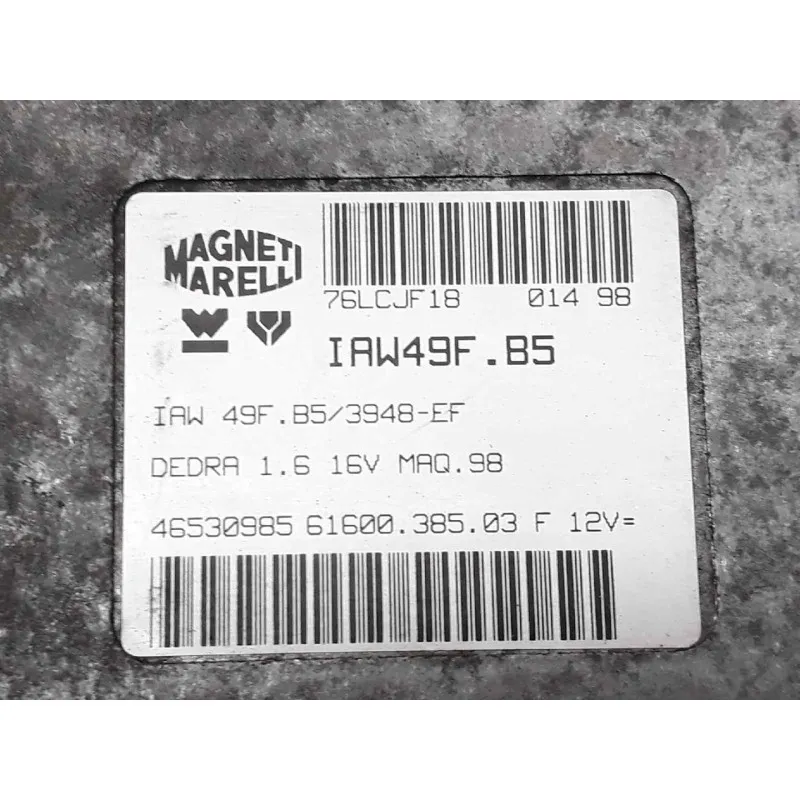 MAGNETI
MARELLI
76LCJF18 014 98
IAW49F.B5
IAW 49F.B5/3948-EF
DEDRA 1.6 16V MAQ.98
46530985 61600.385.03 F 12V=